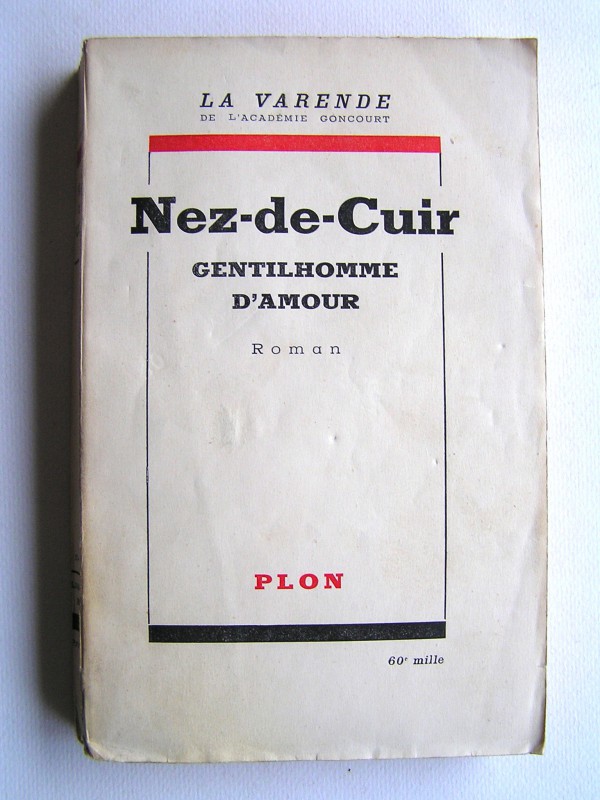 LA VARENDE
DE L'ACADÉMIE GONCOURT
Nez-de-Cuir
GENTILHOMME
D'AMOUR
Roman
PLON
60e mille